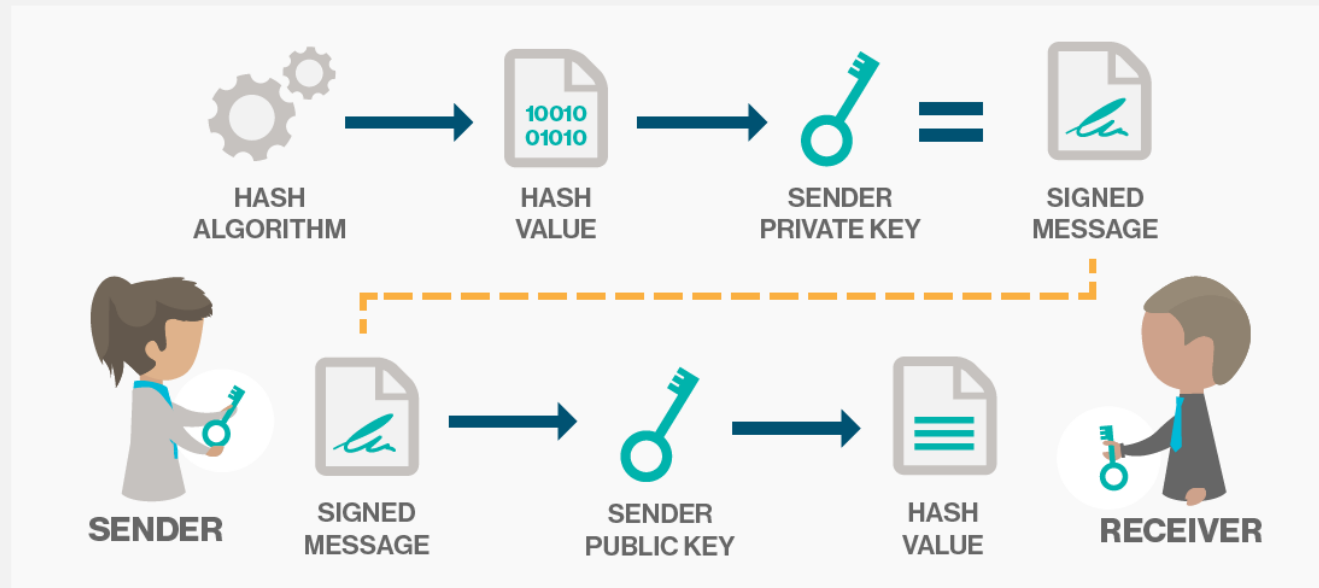 10010
01010
HASH
ALGORITHM
HASH
VALUE
SENDER
PRIVATE KEY
SIGNED
MESSAGE
SENDER
SIGNED
MESSAGE
SENDER
PUBLIC KEY
HASH
VALUE
RECEIVER